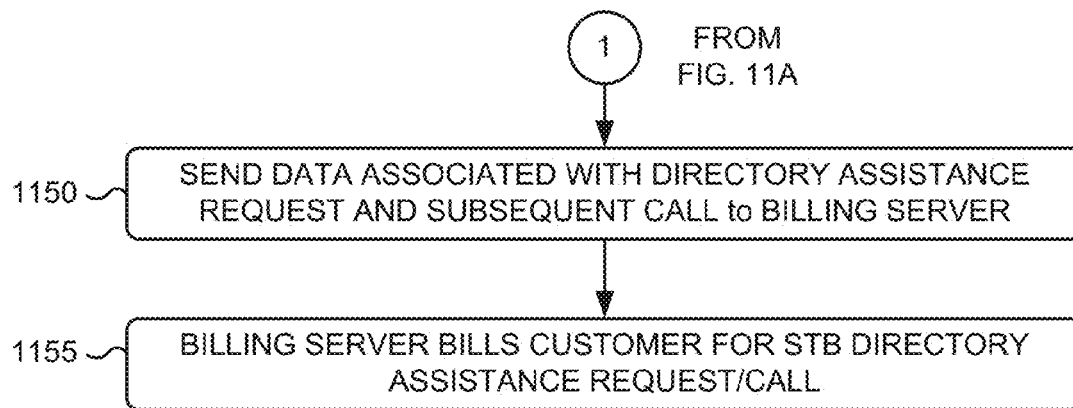 1
FROM
FIG. 11A
1150
SEND DATA ASSOCIATED WITH DIRECTORY ASSISTANCE
REQUEST AND SUBSEQUENT CALL to BILLING SERVER
1155
BILLING SERVER BILLS CUSTOMER FOR STB DIRECTORY
ASSISTANCE REQUEST/CALL